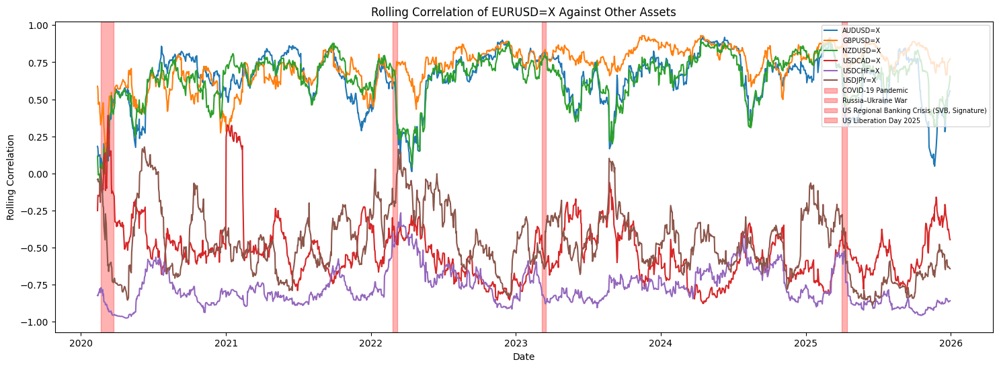 Rolling Correlation of EURUSD=X Against Other Assets
1.00
0.75
0.50
0.25
0.00
−0.25
−0.50
−0.75
−1.00
Rolling Correlation
AUDUSD=X
GBPUSD=X
NZDUSD=X
USDCAD=X
USDCHF=X
USDJPY=X
COVID-19 Pandemic
Russia–Ukraine War
US Regional Banking Crisis (SVB, Signature)
US Liberation Day 2025
2020
2021
2022
2023
2024
2025
2026
Date